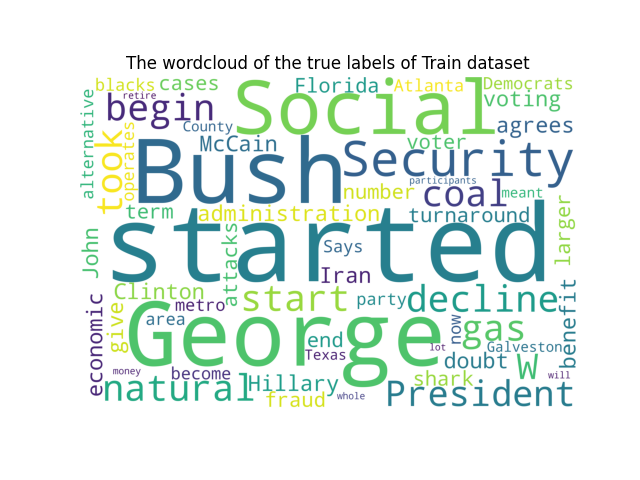 The wordcloud of the true labels of Train dataset
blacks cases Florida Atlanta Democrats
retire begin Social voting
alternative operates took County McCain Bush voter agrees
Security participants
number coal meant
term administration turnaround larger
started
John attacks Says
Iran
Clinton metro start party decline
economic give area George end now gas benefit
Texas lot Galveston
money become doubt W will
natural Hillary shark President
fraud whole